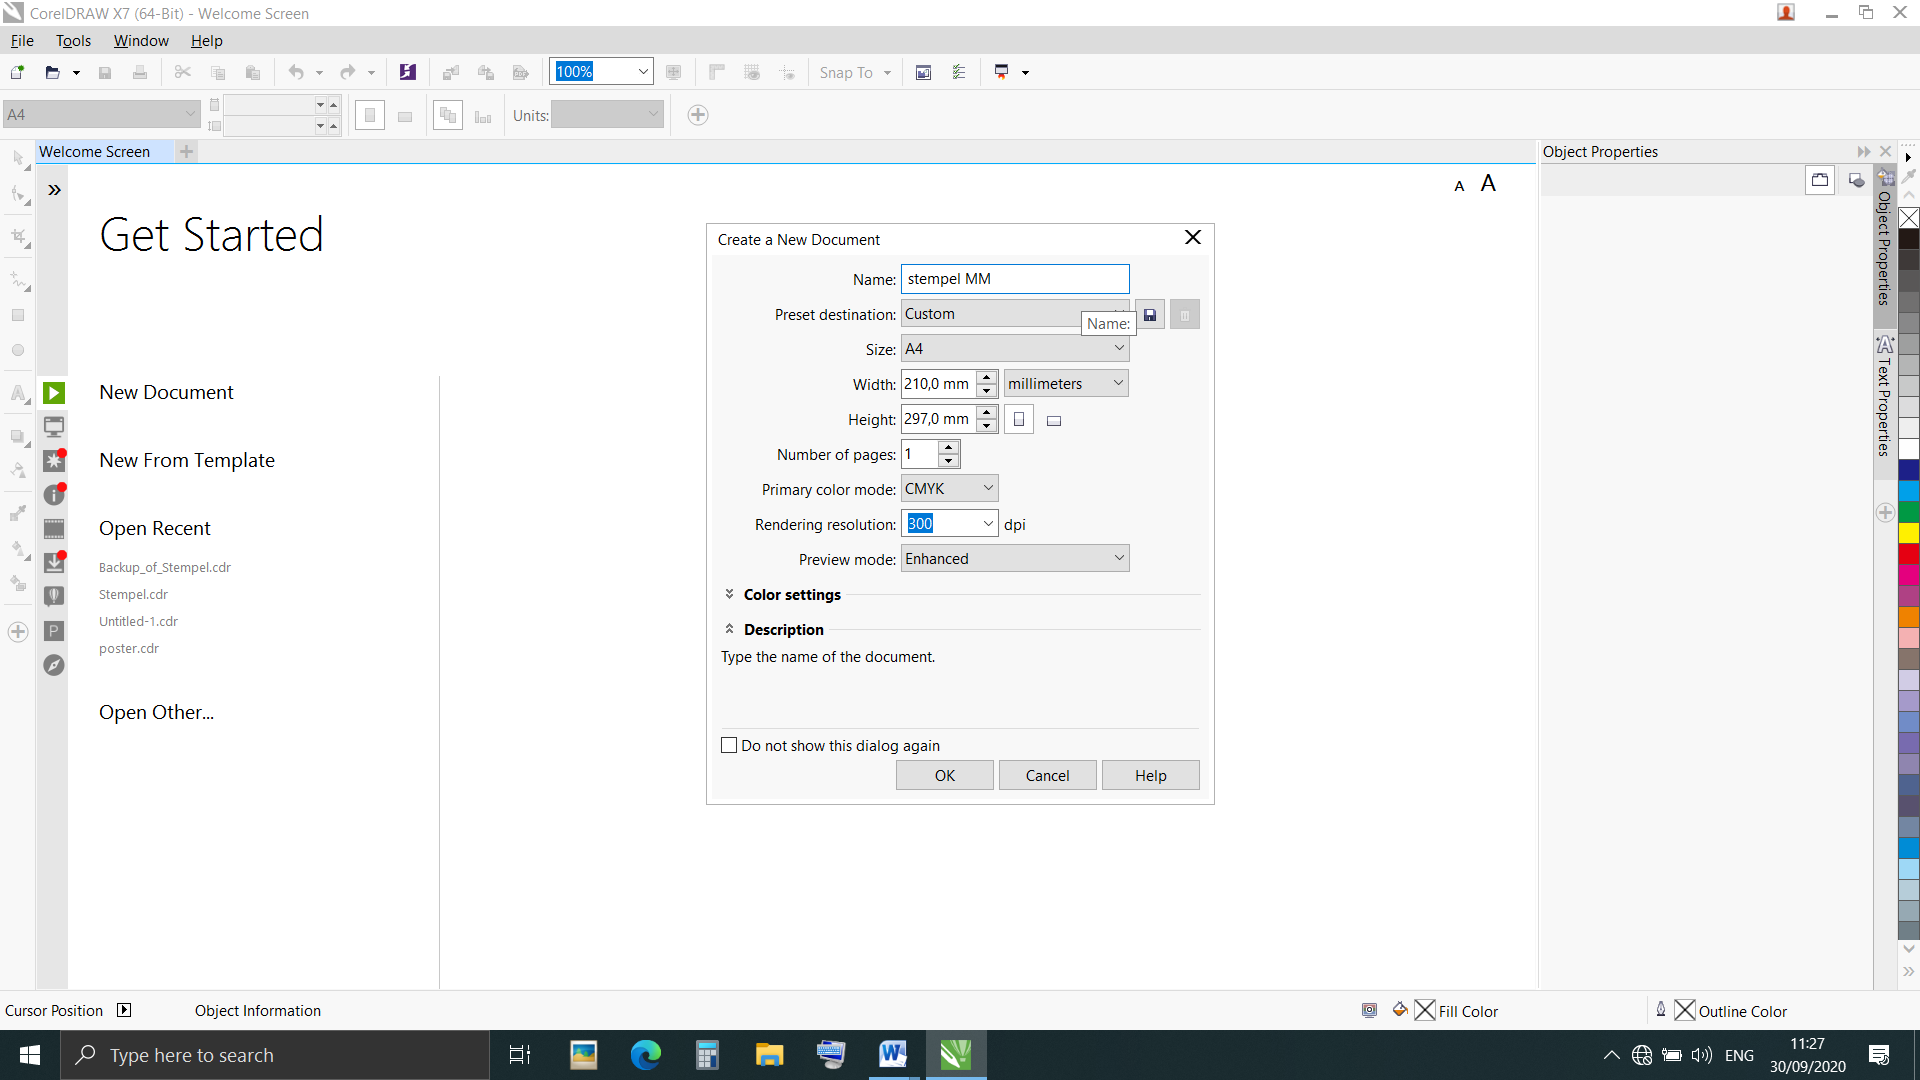 CorelDRAW X7 (64-Bit) - Welcome Screen
File Tools Window Help
100% Snap To
A4 Units:
Welcome Screen
Object Properties
A A
Get Started
New Document
New From Template
Open Recent
Backup_of_Stempel.cdr
Stempel.cdr
Untitled-1.cdr
poster.cdr
Open Other...
Create a New Document
Name: stempel MM
Preset destination: Custom
Name:
Size: A4
Width: 210,0 mm millimeters
Height: 297,0 mm
Number of pages: 1
Primary color mode: CMYK
Rendering resolution: 300 dpi
Preview mode: Enhanced
Color settings
Description
Type the name of the document.
Do not show this dialog again
OK Cancel Help
Object Properties
Text Properties
Cursor Position Object Information Fill Color Outline Color
Type here to search
ENG
11:27
30/09/2020